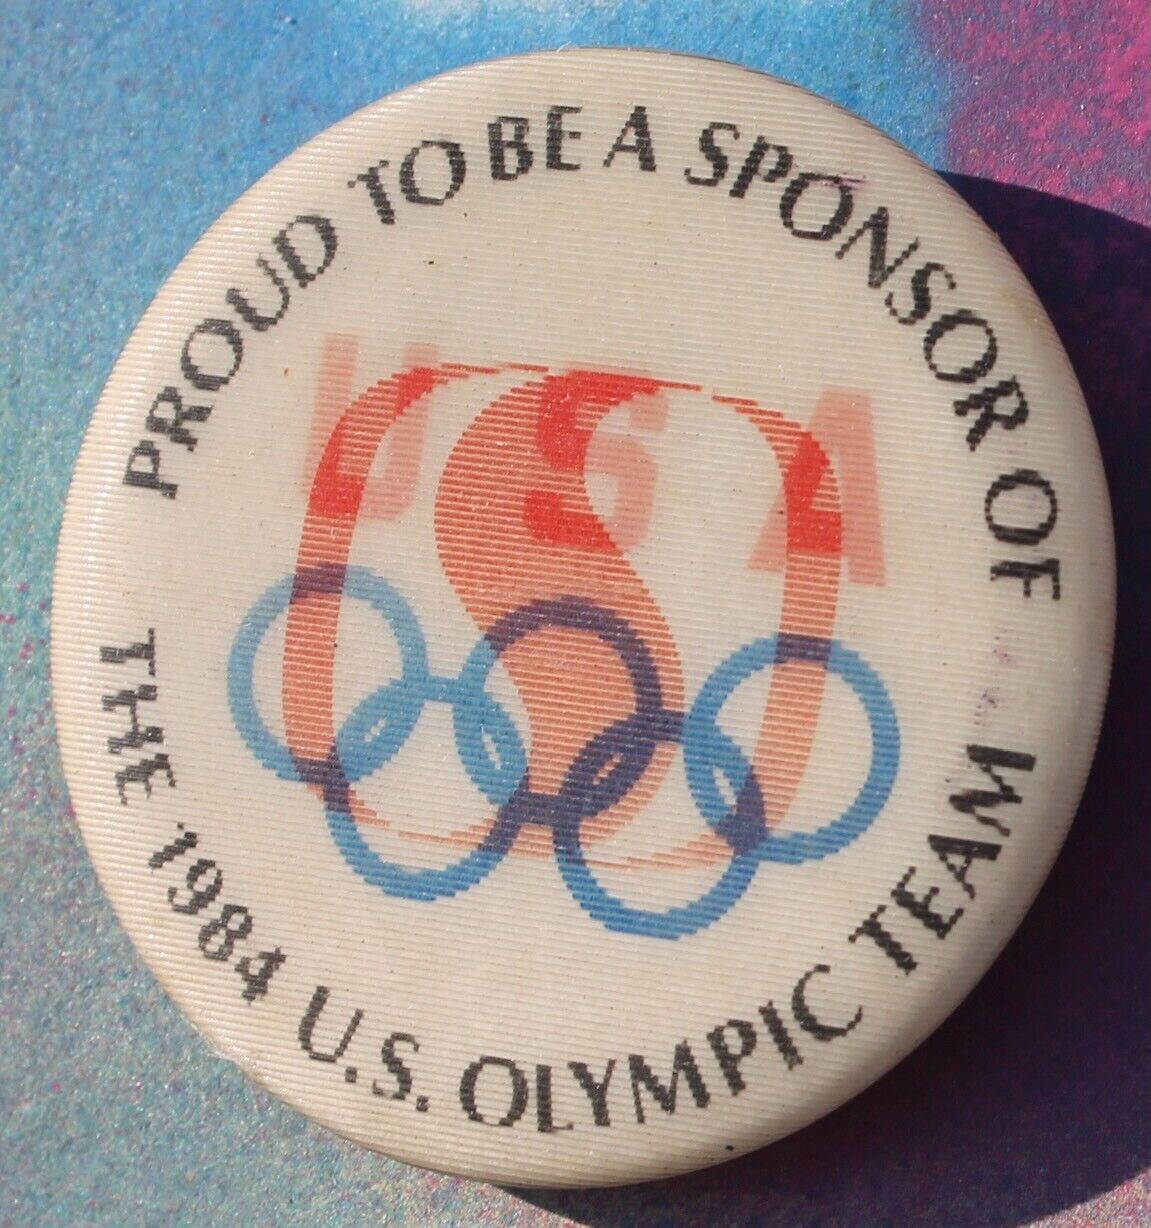 PROUD TO BE A SPONSOR OF
THE 1984 U.S. OLYMPIC TEAM
USA